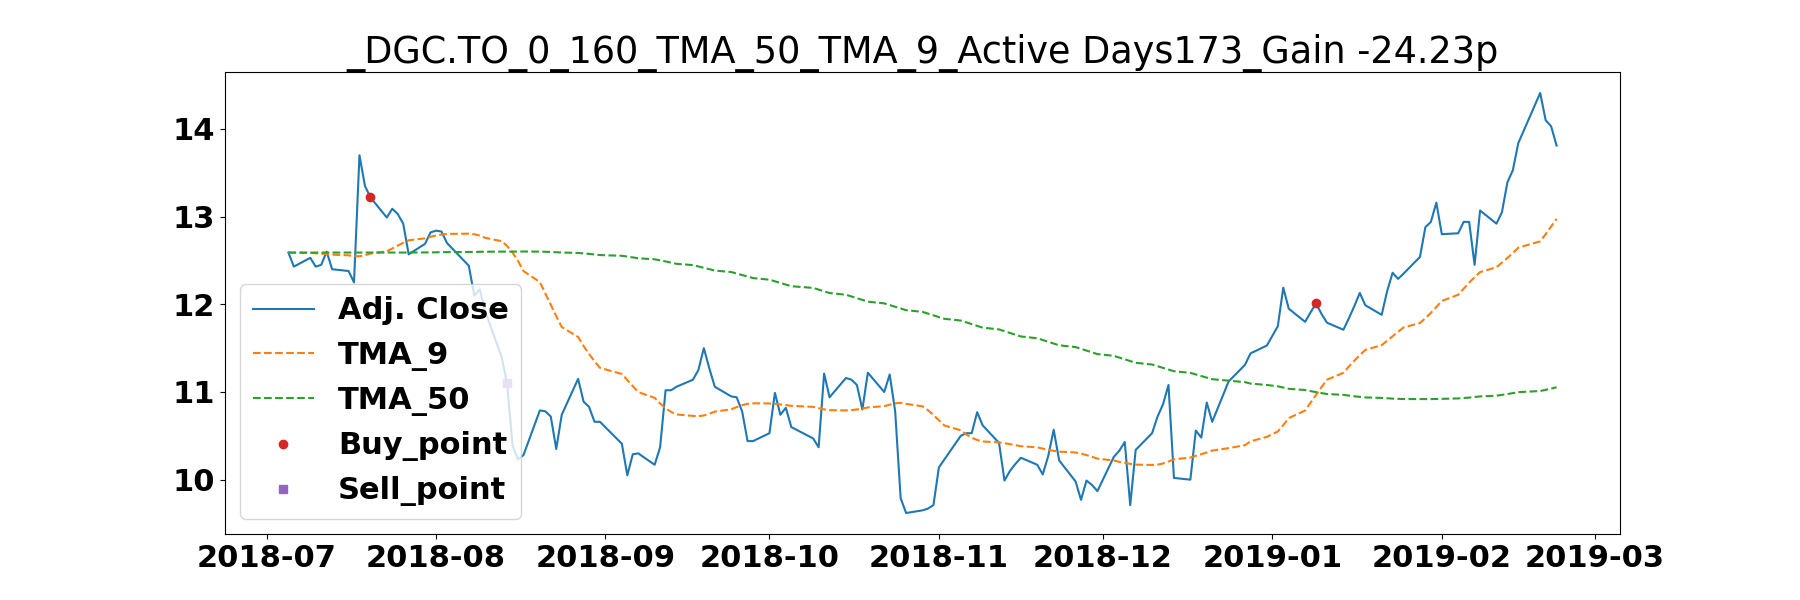 _DGC.TO_0_160_TMA_50_TMA_9_Active Days173_Gain -24.23p
14
13
12
11
10
Adj. Close
TMA_9
TMA_50
Buy_point
Sell_point
2018-07 2018-08 2018-09 2018-10 2018-11 2018-12 2019-01 2019-02 2019-03